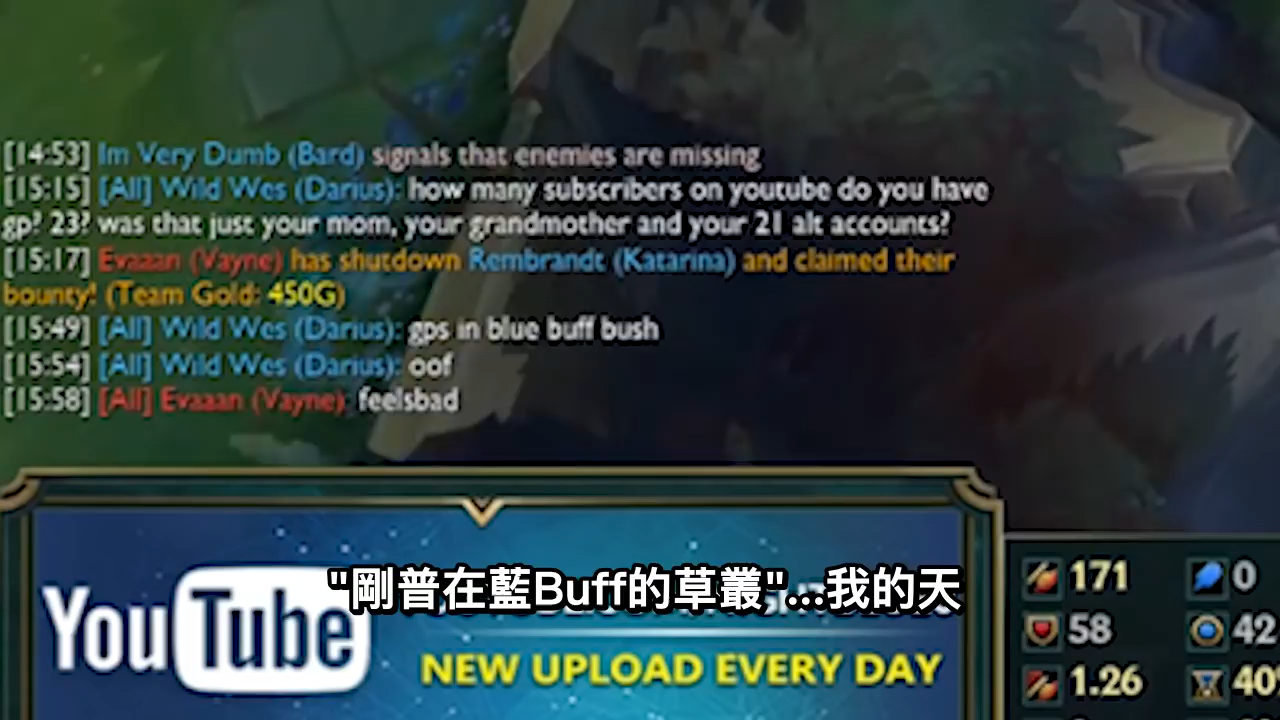 [14:53] Im Very Dumb (Bard) signals that enemies are missing
[15:15] [All] Wild Wes (Darius): how many subscribers on youtube do you have
gp? 23? was that just your mom, your grandmother and your 21 alt accounts?
[15:17] Evaaan (Vayne) has shutdown Rembrandt (Katarina) and claimed their
bounty! (Team Gold: 450G)
[15:49] [All] Wild Wes (Darius): gps in blue buff bush
[15:54] [All] Wild Wes (Darius): oof
[15:58] [All] Evaaan (Vayne): feelsbad
"剛普在藍Buff的草叢"...我的天
YouTube
NEW UPLOAD EVERY DAY
171 0
58 42
1.26 40%